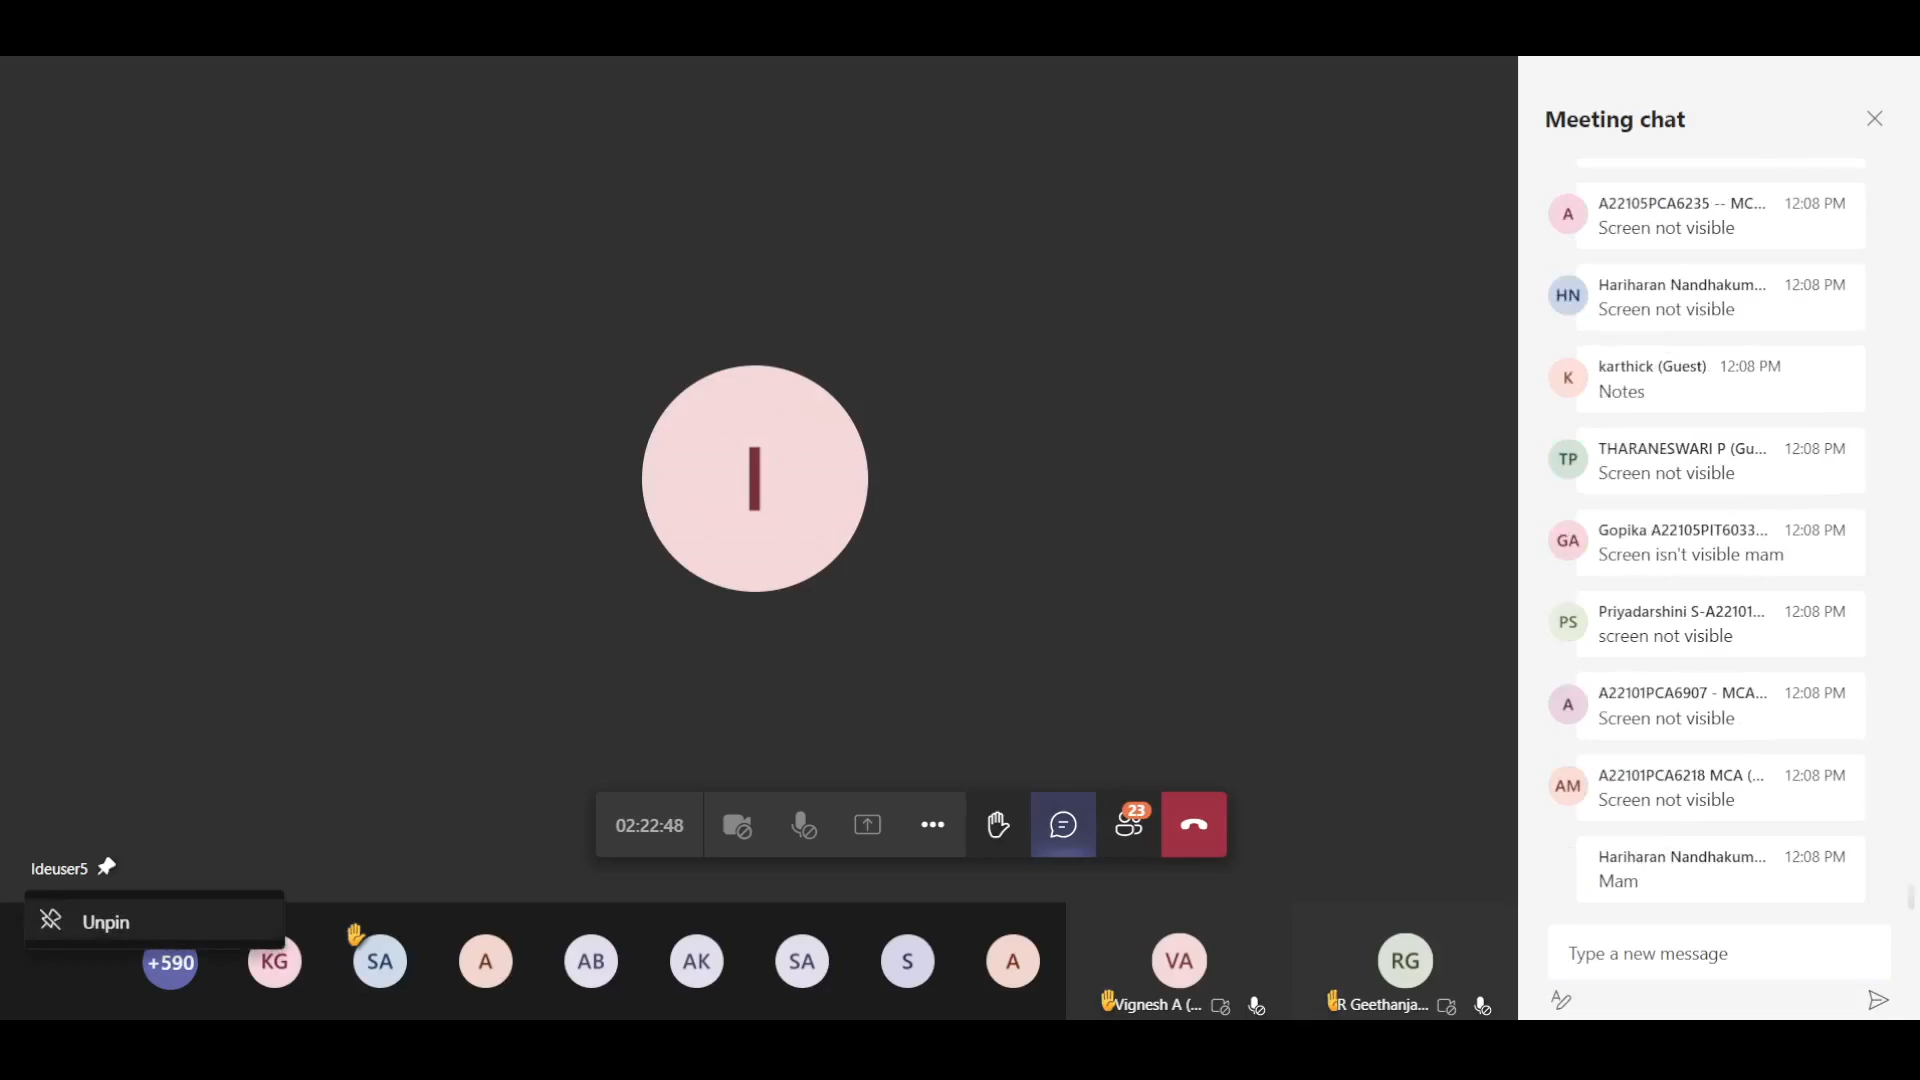 Meeting chat
A A22105PCA6235 -- MC... 12:08 PM
Screen not visible
HN Hariharan Nandhakum... 12:08 PM
Screen not visible
K karthick (Guest) 12:08 PM
Notes
TP THARANESWARI P (Gu... 12:08 PM
Screen not visible
GA Gopika A22105PIT6033... 12:08 PM
Screen isn't visible mam
PS Priyadarshini S-A22101... 12:08 PM
screen not visible
A A22101PCA6907 - MCA... 12:08 PM
Screen not visible
AM A22101PCA6218 MCA (... 12:08 PM
Screen not visible
Hariharan Nandhakum... 12:08 PM
Mam
Type a new message
I
02:22:48 23
Ideuser5
Unpin
+590 KG SA A AB AK SA S A VA RG
Vignesh A (... R Geethanja...